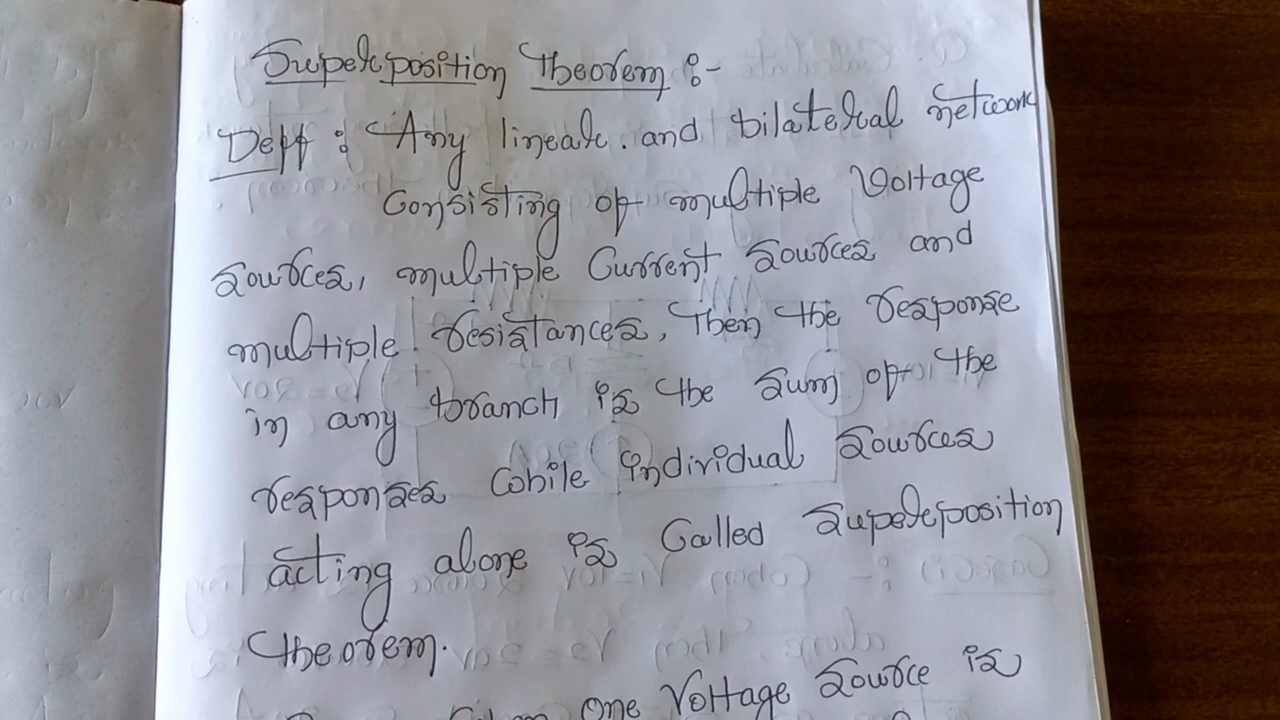 Superposition Theorem :-
Defn : Any linear and bilateral network
Consisting of multiple Voltage
sources, multiple Current sources and
multiple resistances, then the response
in any branch is the sum of the
responses while individual sources
acting alone is Called superposition
theorem.
one Voltage source is